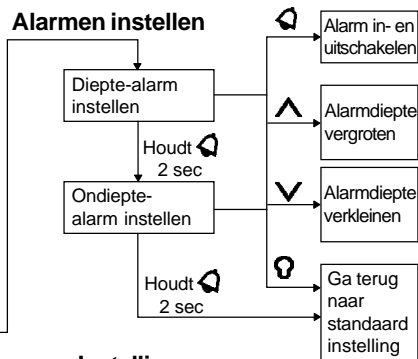 Alarmen instellen
Alarm in- en
uitschakelen
Diepte-alarm
instellen
Alarmdiepte
vergroten
Houdt
2 sec
Ondiepte-
alarm instellen
Alarmdiepte
verkleinen
Houdt
2 sec
Ga terug
naar
standaard
instelling